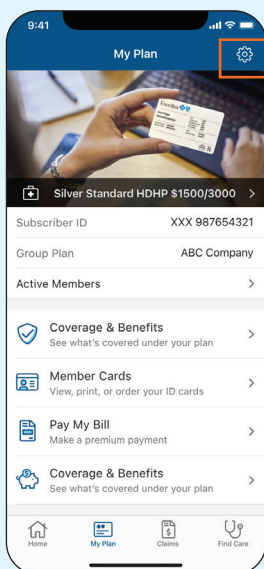 9:41
My Plan
Excellus
Silver Standard HDHP $1500/3000
Subscriber ID XXX 987654321
Group Plan ABC Company
Active Members
Coverage & Benefits
See what's covered under your plan
Member Cards
View, print, or order your ID cards
Pay My Bill
Make a premium payment
Coverage & Benefits
See what's covered under your plan
Home My Plan Claims Find Care